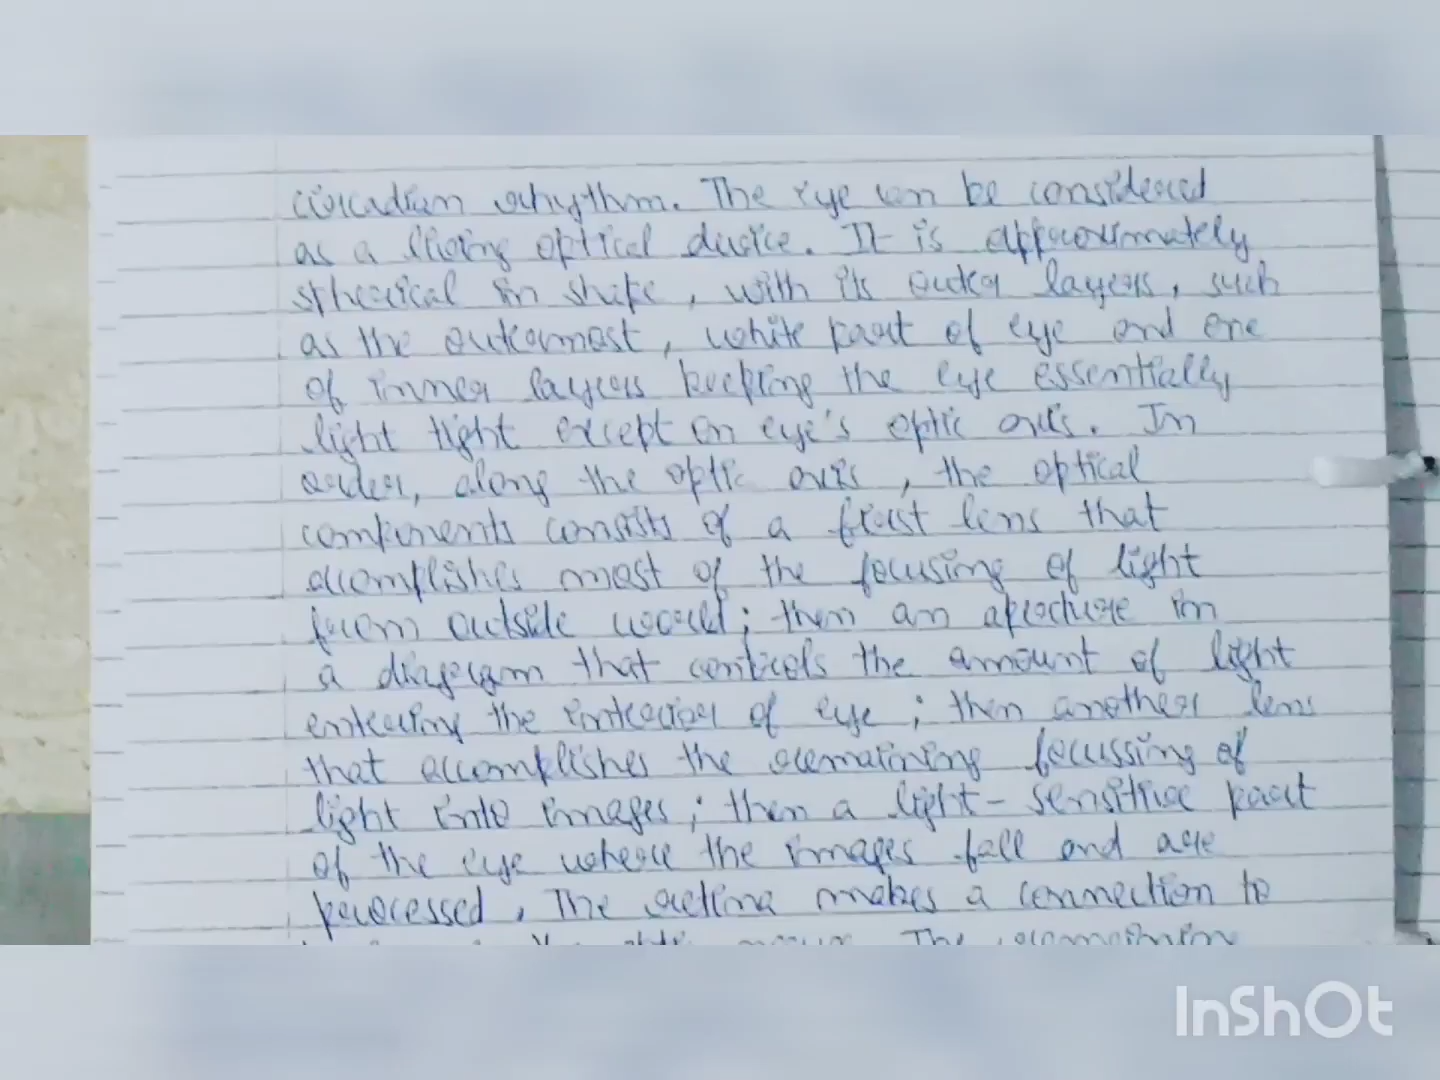 circadian rhythm. The eye can be considered
as a living optical device. It is approximately
spherical in shape, with its outer layers, such
as the outermost, white part of eye and one
of inner layers keeping the eye essentially
light tight except on eye's optic axis. In
order, along the optic axis, the optical
components consists of a first lens that
accomplishes most of the focusing of light
from outside world; then an aperture in
a diagram that controls the amount of light
entering the interior of eye; then another lens
that accomplishes the remaining focussing of
light into images; then a light-sensitive part
of the eye where the images fall and are
processed. The retina makes a connection to
The remaining
InShOt